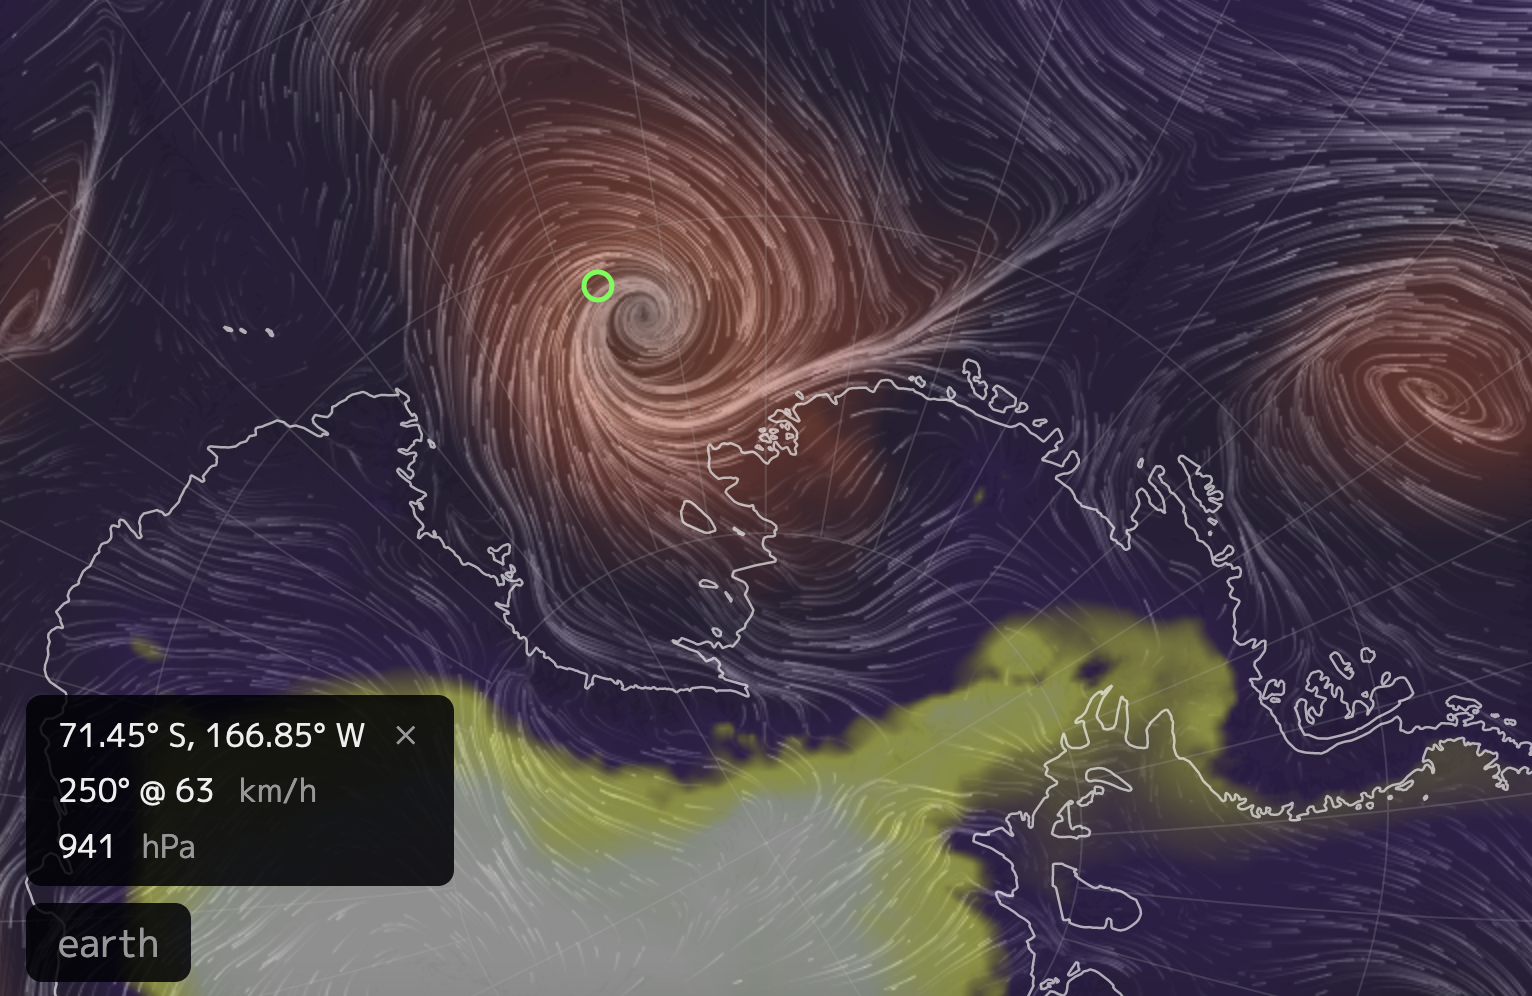 71.45° S, 166.85° W ×
250° @ 63 km/h
941 hPa
earth